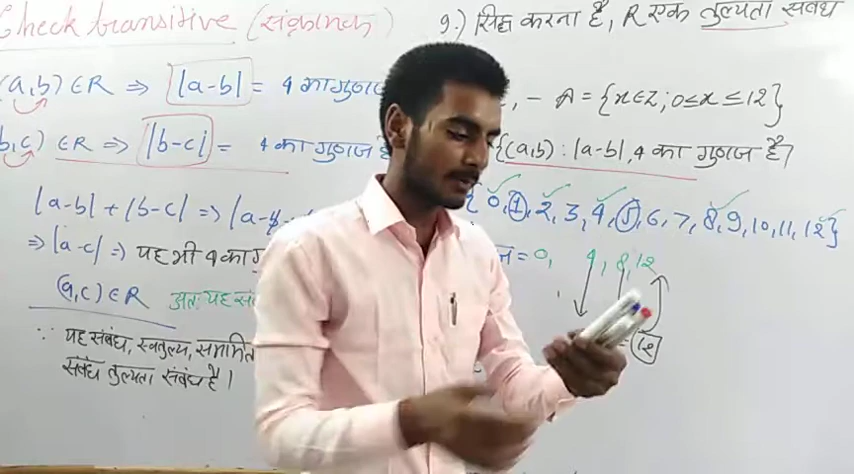 Check transitive (संक्रामक)
(a,b) ∈ R ⇒ |a-b| = 4 का गुणज
b,c) ∈ R ⇒ |b-c| = 4 का गुणज है
|a-b| + |b-c| ⇒ |a-b
⇒ |a-c| ⇒ यह भी 4 का गु
(a,c) ∈ R अतः यह सं
∵ यह संबंध, स्वतुल्य, सममित
संबंध तुल्यता संबंध है।
9.) सिद्ध करना है, R एक तुल्यता संबंध
, - A = {x ∈ Z; 0 ≤ x ≤ 12}
{(a,b) : |a-b|, 4 का गुणज है}
{0, 1, 2, 3, 4, 5, 6, 7, 8, 9, 10, 11, 12}
= 0, 4, 8, 12
= 12